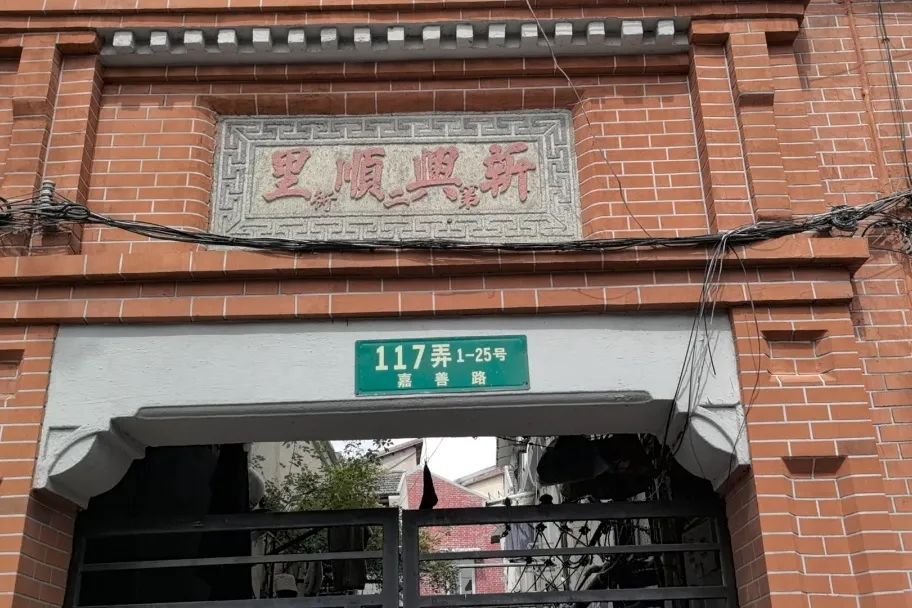 新興順里
第二街
117弄 1-25号
嘉善路